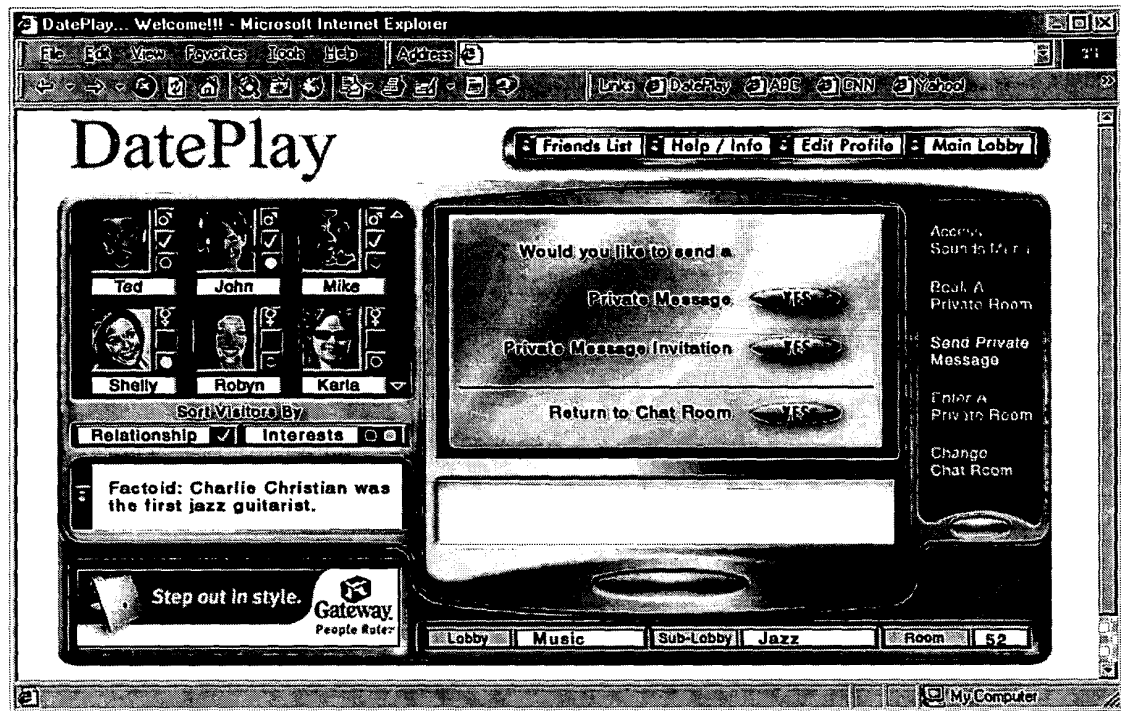 DatePlay... Welcome!!! - Microsoft Internet Explorer
File Edit View Favorites Tools Help Address
Links DatePlay ABC CNN Yahoo!
DatePlay
Friends List Help / Info Edit Profile Main Lobby
Ted John Mike
Shelly Robyn Karla
Sort Visitors By
Relationship Interests
Factoid: Charlie Christian was
the first jazz guitarist.
Step out in style.
Gateway
People Rule
Would you like to send a
Private Message YES
Private Message Invitation YES
Return to Chat Room YES
Access
Sounds Menu
Book A
Private Room
Send Private
Message
Enter A
Private Room
Change
Chat Room
Lobby Music Sub-Lobby Jazz Room 52
My Computer